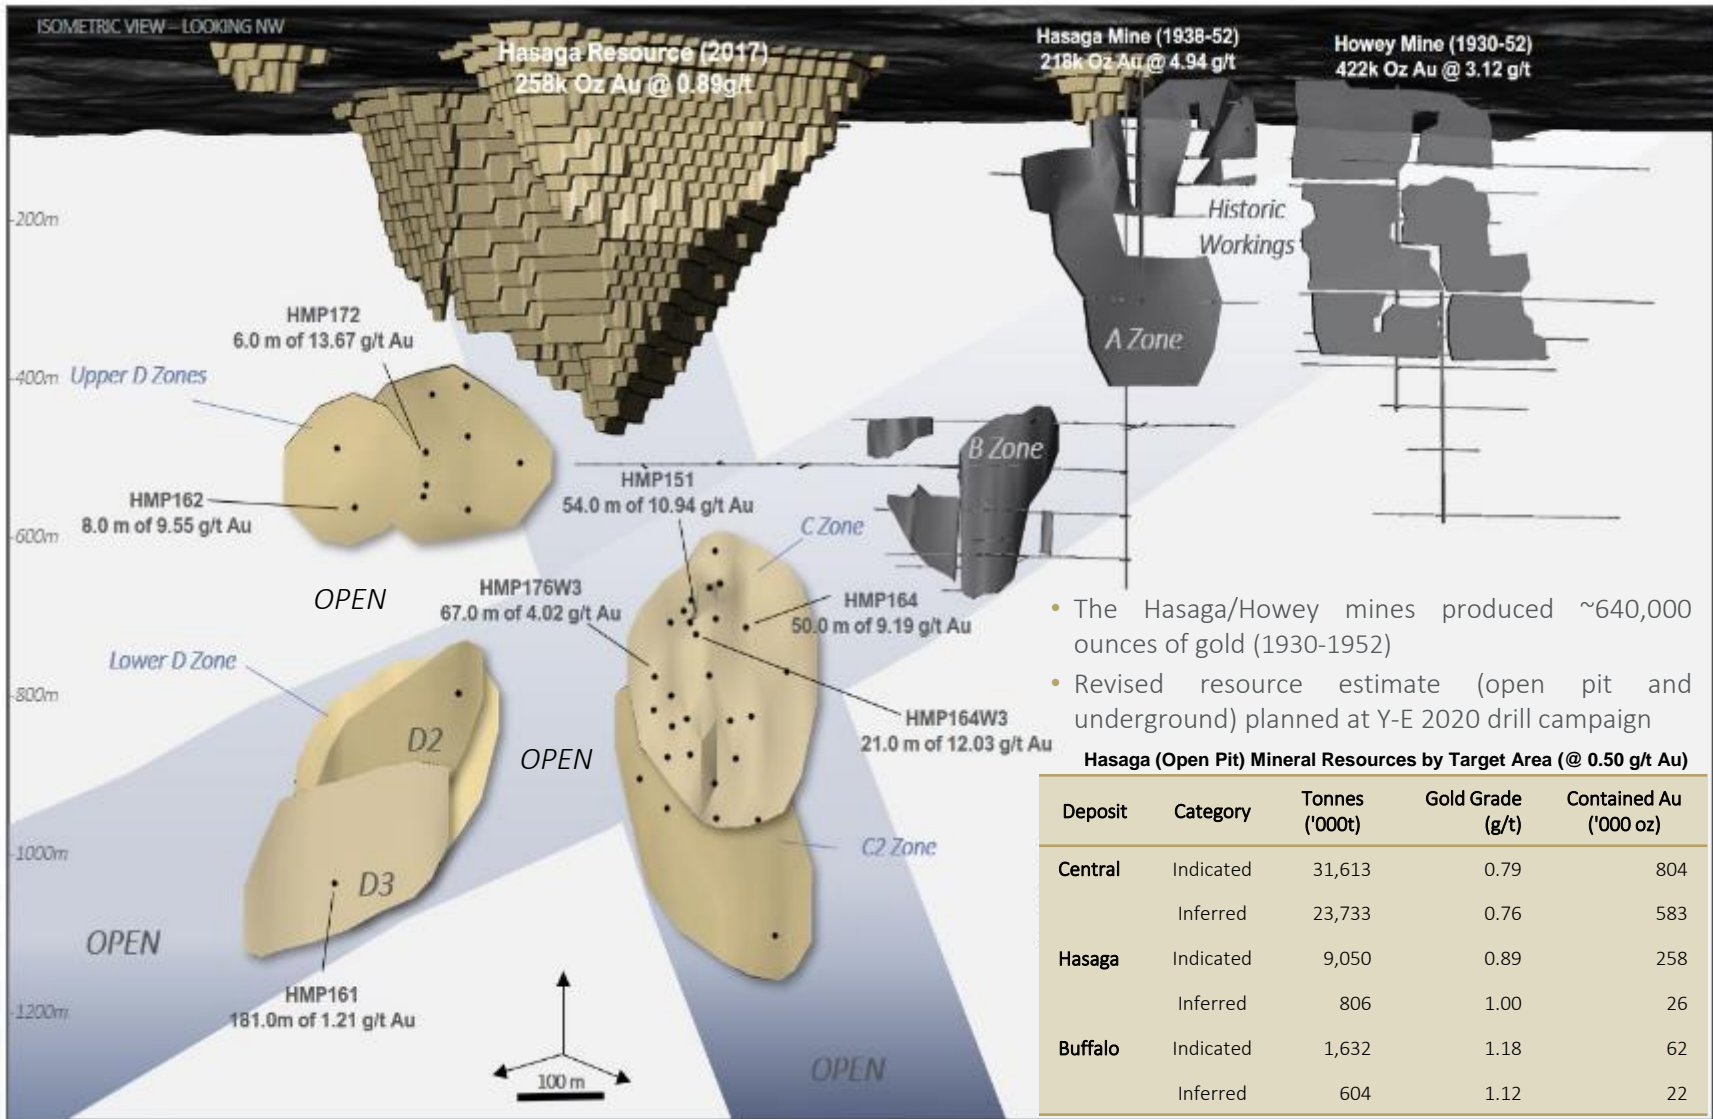 ISOMETRIC VIEW – LOOKING NW
Hasaga Resource (2017)
258k Oz Au @ 0.89g/t
Hasaga Mine (1938-52)
218k Oz Au @ 4.94 g/t
Howey Mine (1930-52)
422k Oz Au @ 3.12 g/t
-200m
Historic
Workings
HMP172
6.0 m of 13.67 g/t Au
A Zone
-400m
Upper D Zones
B Zone
HMP151
54.0 m of 10.94 g/t Au
HMP162
8.0 m of 9.55 g/t Au
C Zone
-600m
OPEN
HMP176W3
67.0 m of 4.02 g/t Au
HMP164
50.0 m of 9.19 g/t Au
Lower D Zone
-800m
D2
OPEN
HMP164W3
21.0 m of 12.03 g/t Au
C2 Zone
-1000m
D3
OPEN
HMP161
181.0m of 1.21 g/t Au
-1200m
100 m
OPEN
• The Hasaga/Howey mines produced ~640,000
ounces of gold (1930-1952)
• Revised resource estimate (open pit and
underground) planned at Y-E 2020 drill campaign
Hasaga (Open Pit) Mineral Resources by Target Area (@ 0.50 g/t Au)
Deposit Category Tonnes ('000t) Gold Grade (g/t) Contained Au ('000 oz)
Central Indicated 31,613 0.79 804
Inferred 23,733 0.76 583
Hasaga Indicated 9,050 0.89 258
Inferred 806 1.00 26
Buffalo Indicated 1,632 1.18 62
Inferred 604 1.12 22